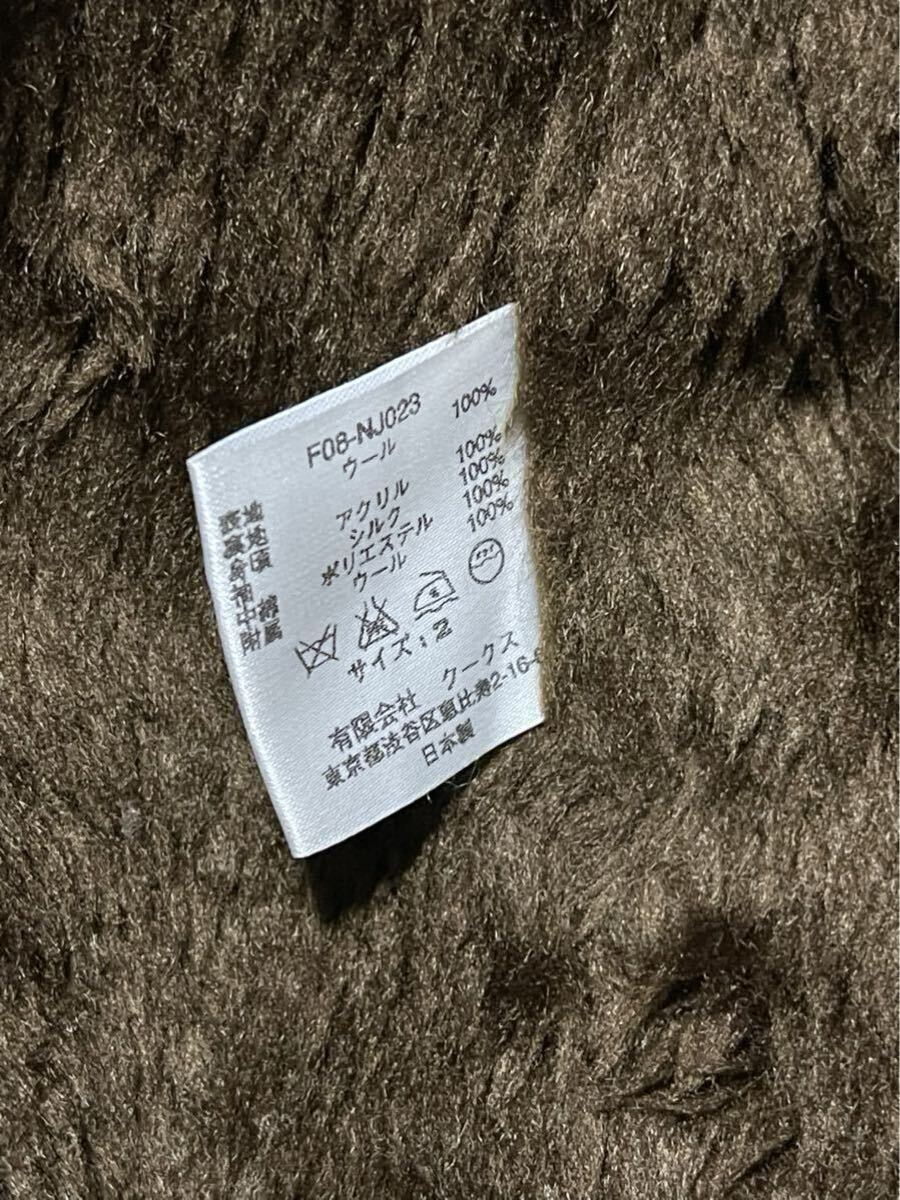 F08-NJ023
表地 ウール 100%
裏地
身頃 アクリル 100%
袖 シルク 100%
中綿 ポリエステル 100%
附属 ウール 100%
サイズ:2
有限会社 ケークス
東京都渋谷区恵比寿2-16-
日本製